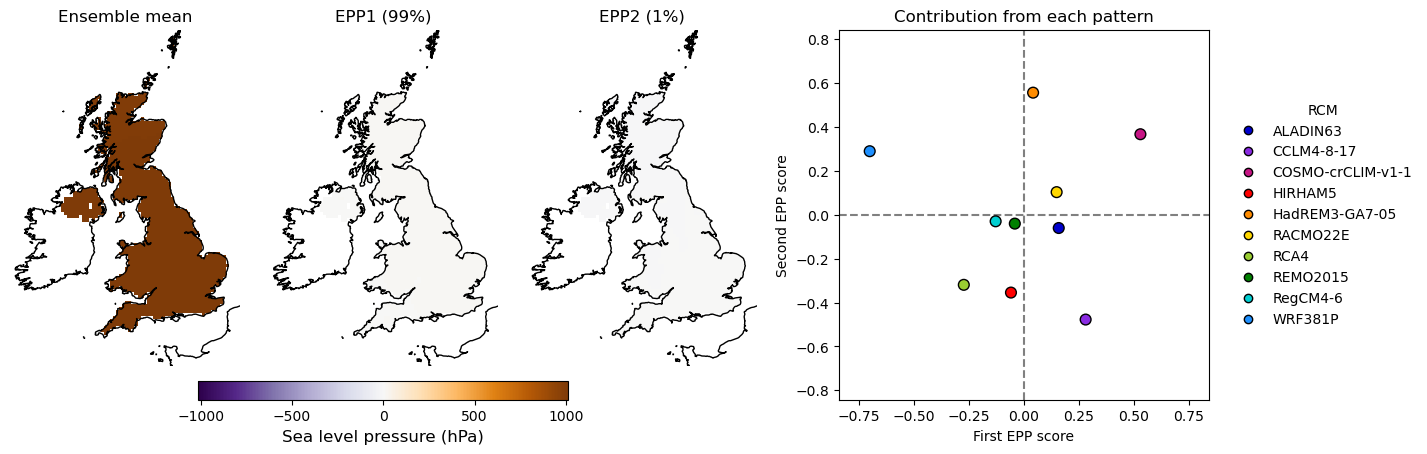 Ensemble mean
EPP1 (99%)
EPP2 (1%)
−1000 −500 0 500 1000
Sea level pressure (hPa)
Contribution from each pattern
Second EPP score
0.8
0.6
0.4
0.2
0.0
−0.2
−0.4
−0.6
−0.8
−0.75 −0.50 −0.25 0.00 0.25 0.50 0.75
First EPP score
RCM
ALADIN63
CCLM4-8-17
COSMO-crCLIM-v1-1
HIRHAM5
HadREM3-GA7-05
RACMO22E
RCA4
REMO2015
RegCM4-6
WRF381P